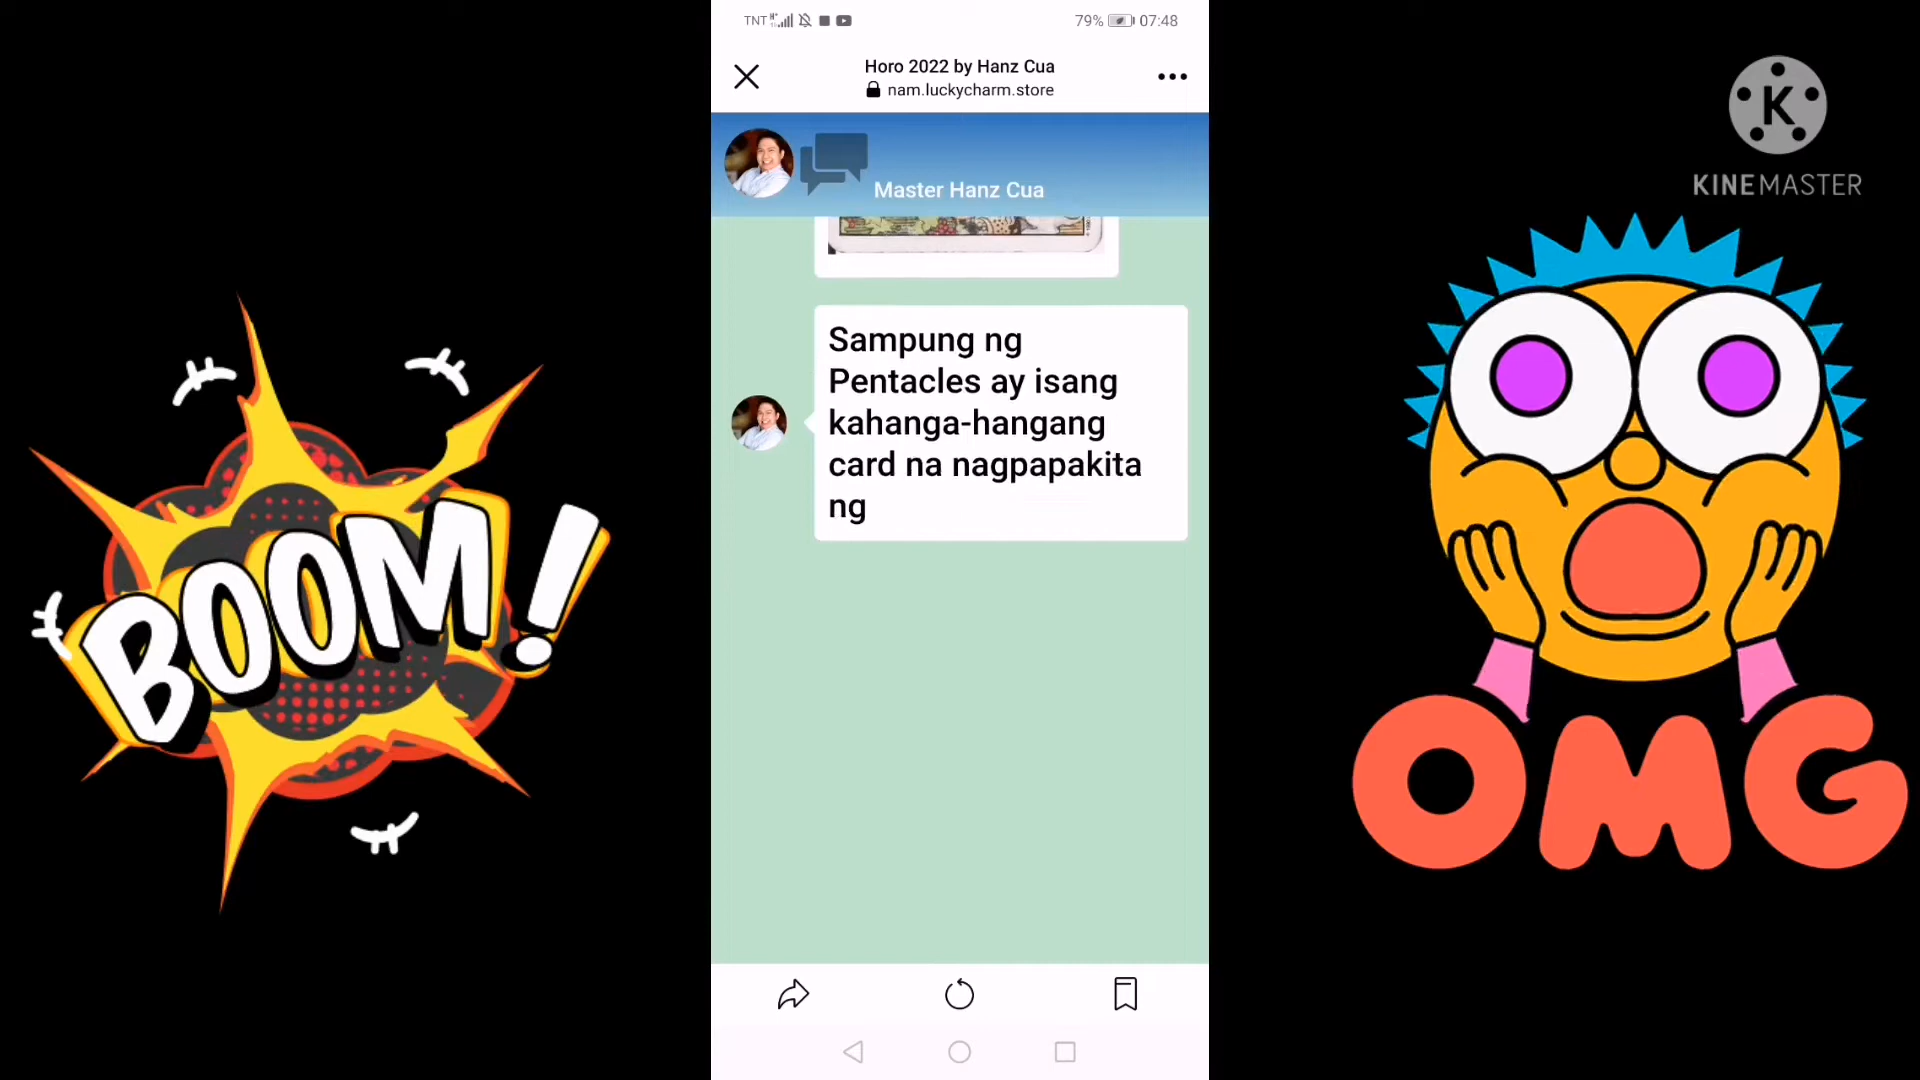 TNT
79%
07:48
Horo 2022 by Hanz Cua
nam.luckycharm.store
Master Hanz Cua
Sampung ng
Pentacles ay isang
kahanga-hangang
card na nagpapakita
ng
BOOM!
K
KINEMASTER
OMG